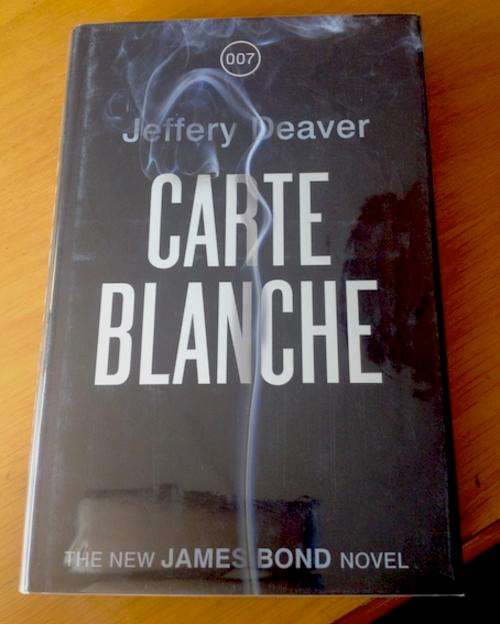 007
Jeffery Deaver
CARTE
BLANCHE
THE NEW JAMES BOND NOVEL